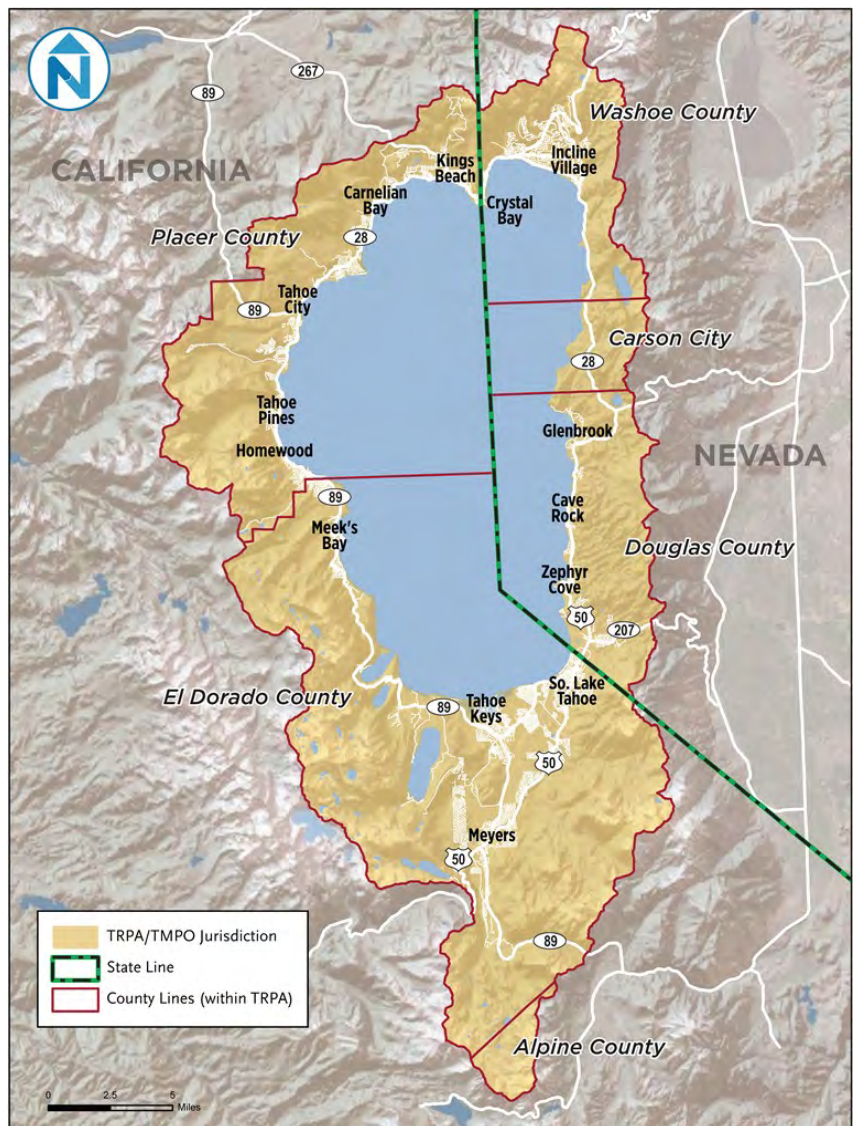 N
267
89
Washoe County
CALIFORNIA
Kings
Beach
Incline
Village
Carnelian
Bay
Crystal
Bay
Placer County
28
Tahoe
City
89
Carson City
28
Tahoe
Pines
Glenbrook
Homewood
NEVADA
89
Cave
Rock
Meek's
Bay
Douglas County
Zephyr
Cove
50
207
El Dorado County
So. Lake
Tahoe
89
Tahoe
Keys
50
Meyers
50
TRPA/TMPO Jurisdiction
State Line
County Lines (within TRPA)
89
Alpine County
0 2.5 5
Miles